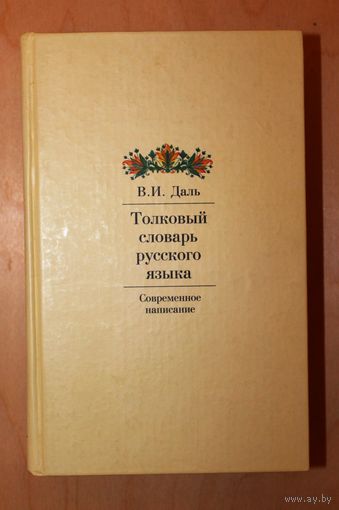 В.И. Даль
Толковый
словарь
русского
языка
Современное
написание
www.ay.by